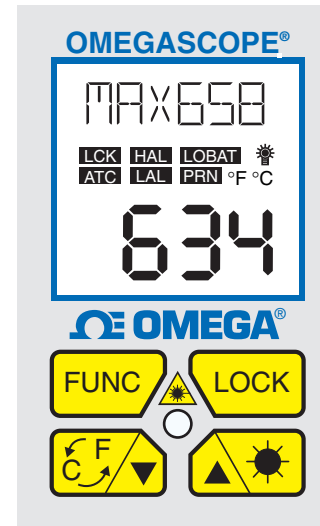 OMEGASCOPE®
MAX658
LCK HAL LOBAT
ATC LAL PRN °F °C
634
OMEGA®
FUNC LOCK
C F